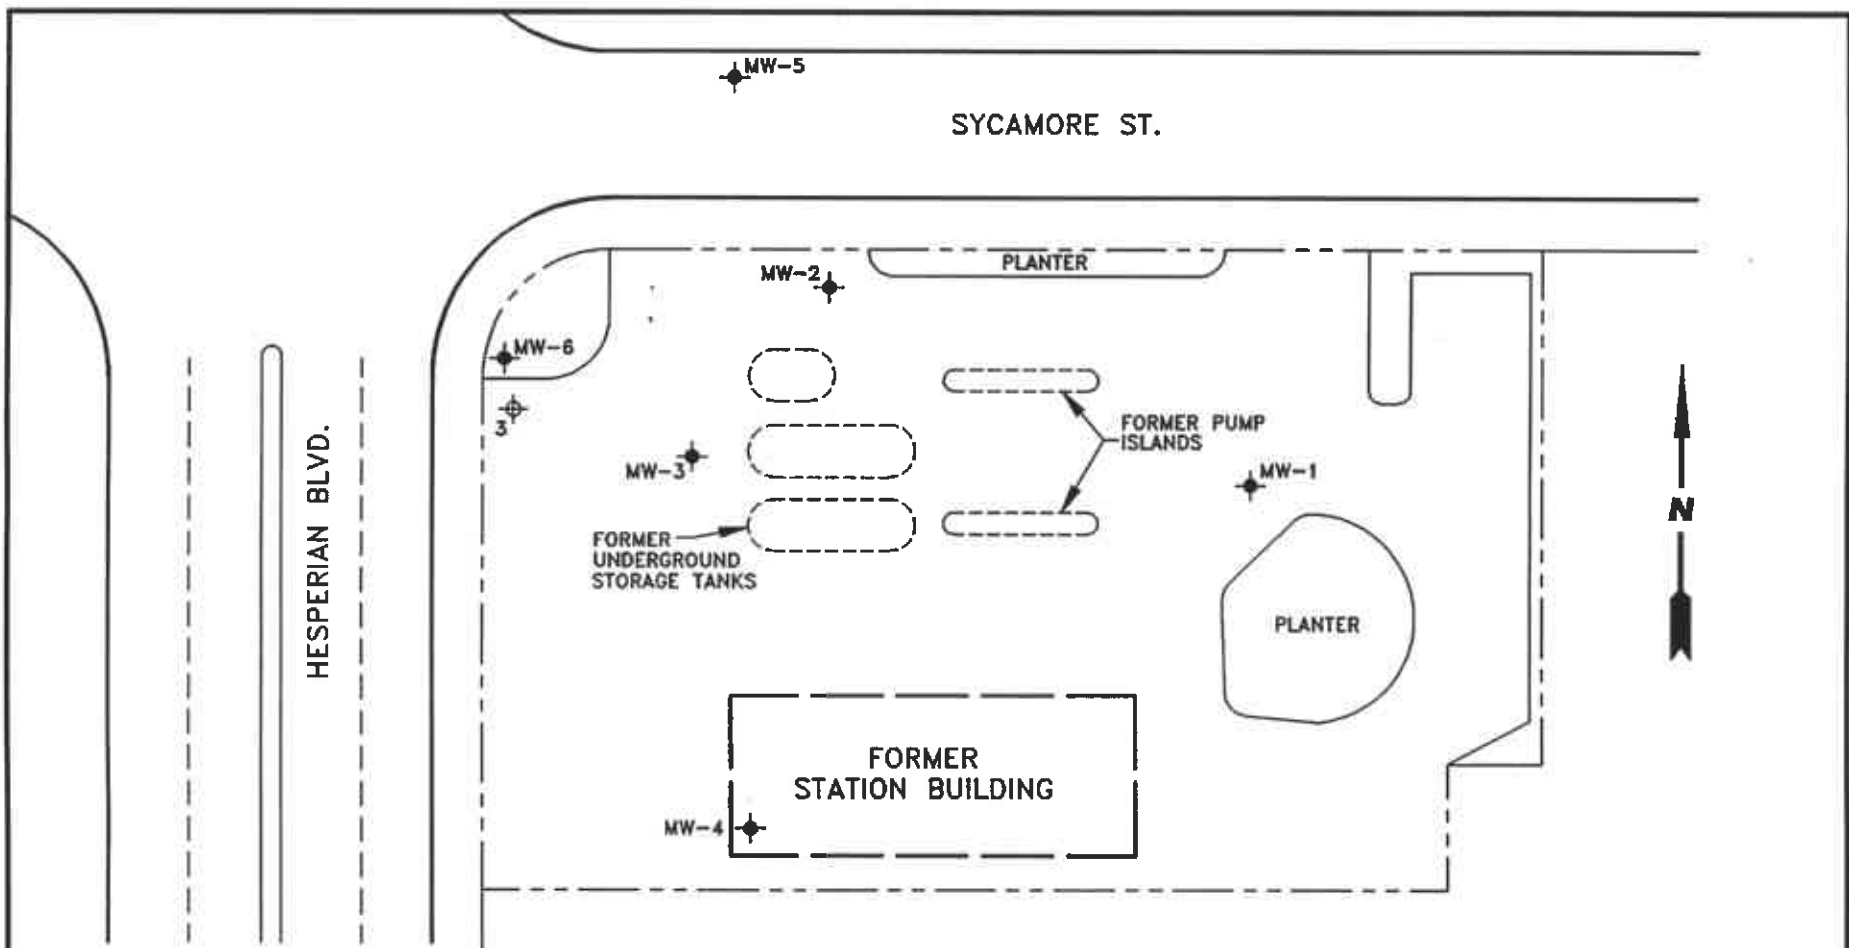 MW-5
SYCAMORE ST.
PLANTER
MW-2
MW-6
3
HESPERIAN BLVD.
MW-3
FORMER PUMP
ISLANDS
MW-1
N
FORMER
UNDERGROUND
STORAGE TANKS
PLANTER
FORMER
STATION BUILDING
MW-4